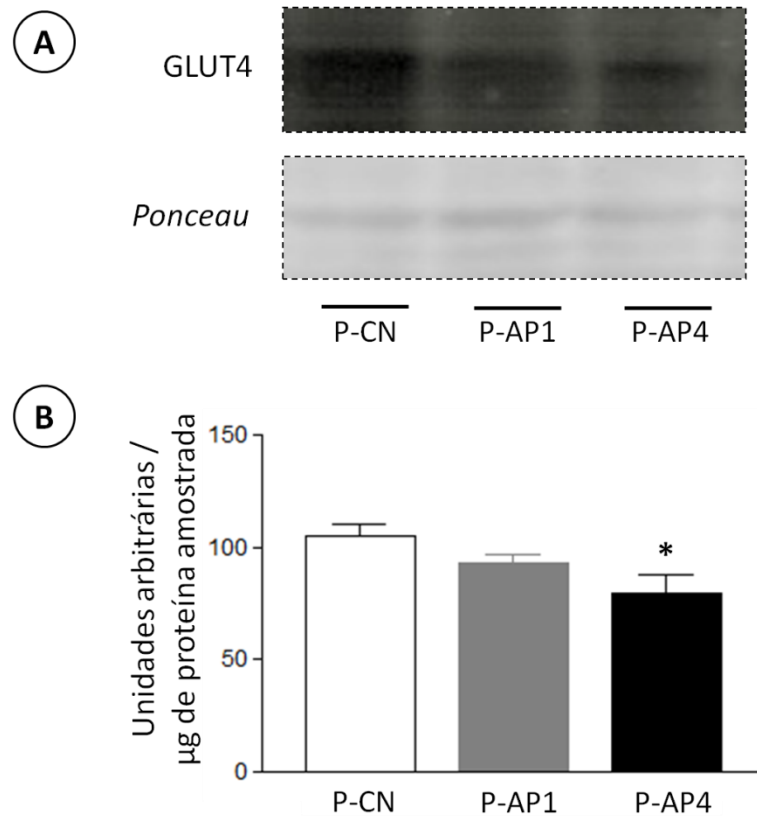 A
GLUT4
Ponceau
P-CN P-AP1 P-AP4
B
Unidades arbitrárias /
µg de proteína amostrada
150
100
50
0
*
P-CN P-AP1 P-AP4